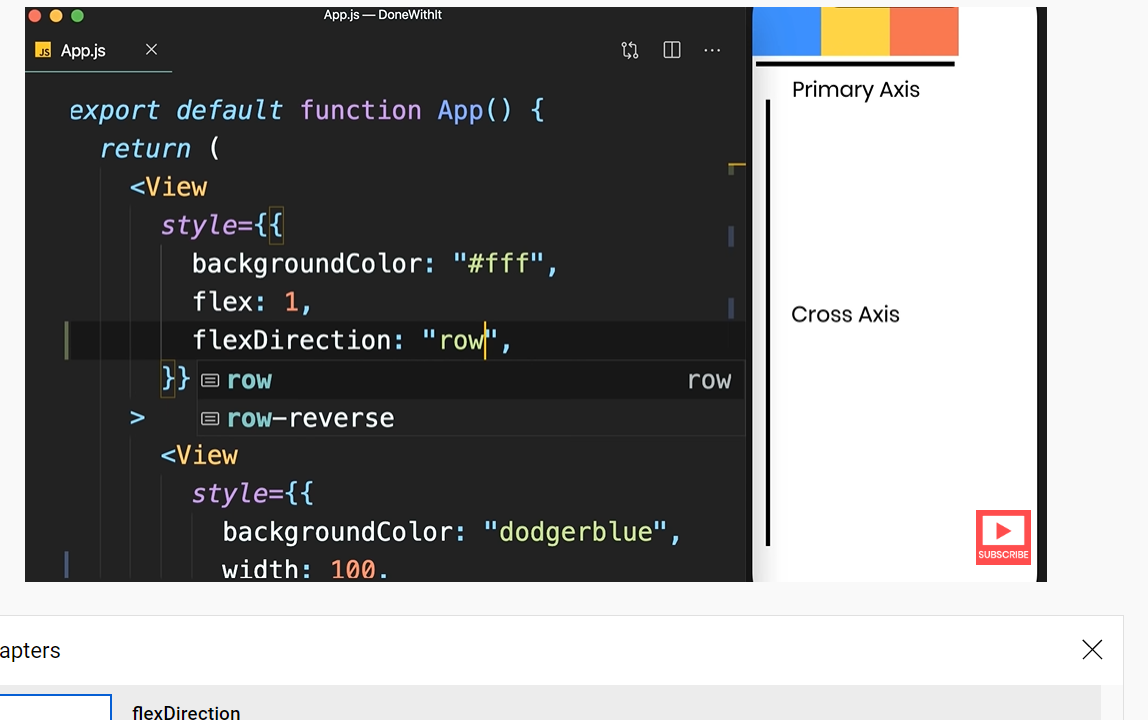 App.js — DoneWithIt
JS App.js
export default function App() {
return (
<View
style={{
backgroundColor: "#fff",
flex: 1,
flexDirection: "row",
}}
row row
row-reverse
>
<View
style={{
backgroundColor: "dodgerblue",
width: 100,
Primary Axis
Cross Axis
SUBSCRIBE
apters
flexDirection